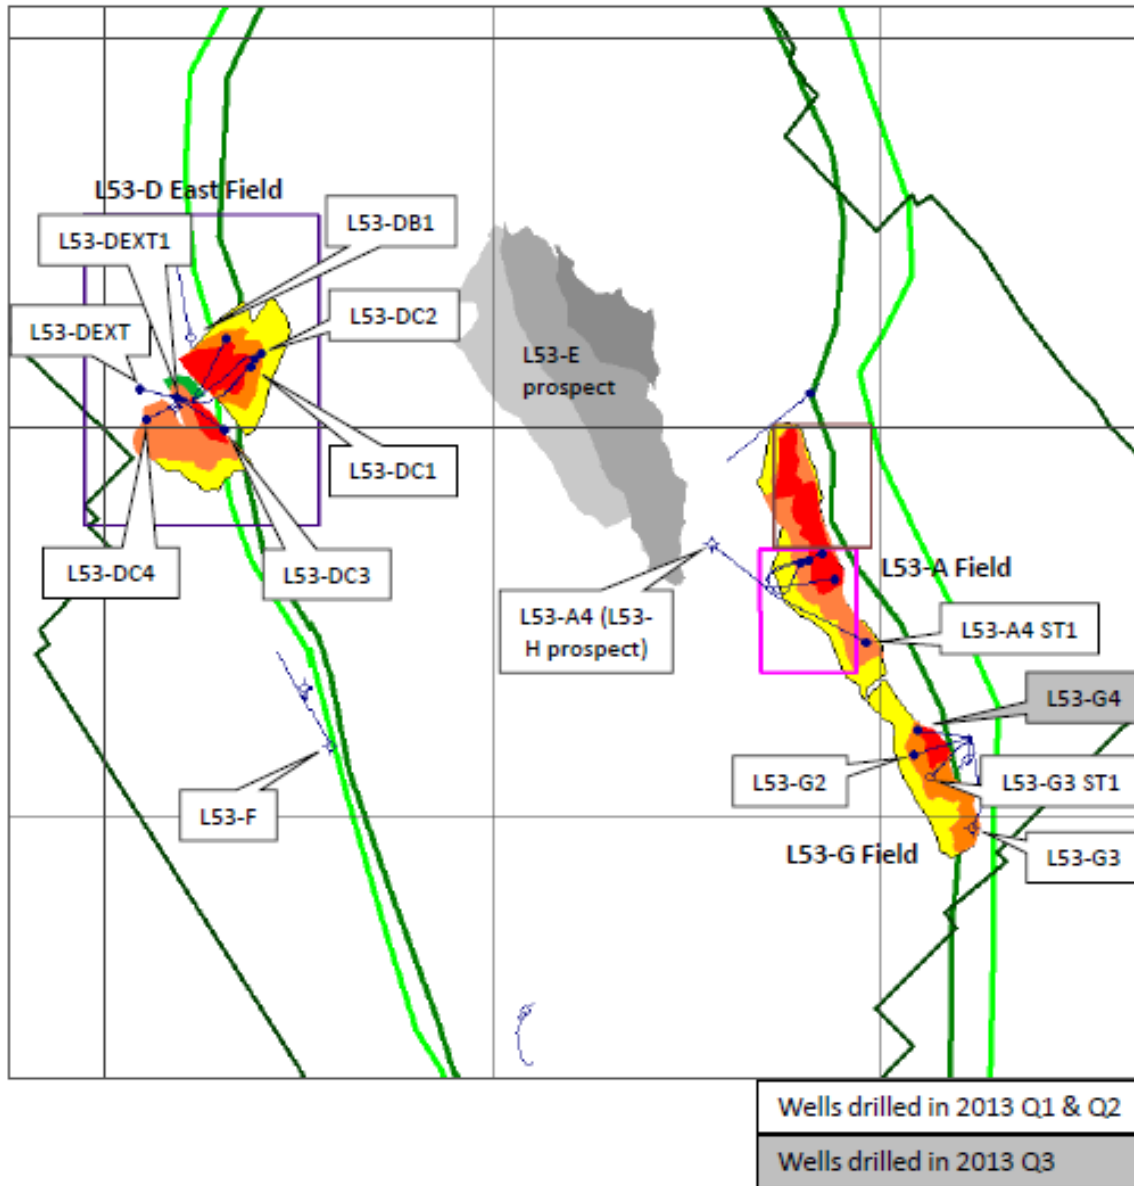 L53-D East Field
L53-DB1
L53-DEXT1
L53-DC2
L53-DEXT
L53-E
prospect
L53-DC1
L53-DC4
L53-DC3
L53-A Field
L53-A4 (L53-
H prospect)
L53-A4 ST1
L53-G4
L53-G2
L53-G3 ST1
L53-F
L53-G Field
L53-G3
Wells drilled in 2013 Q1 & Q2
Wells drilled in 2013 Q3